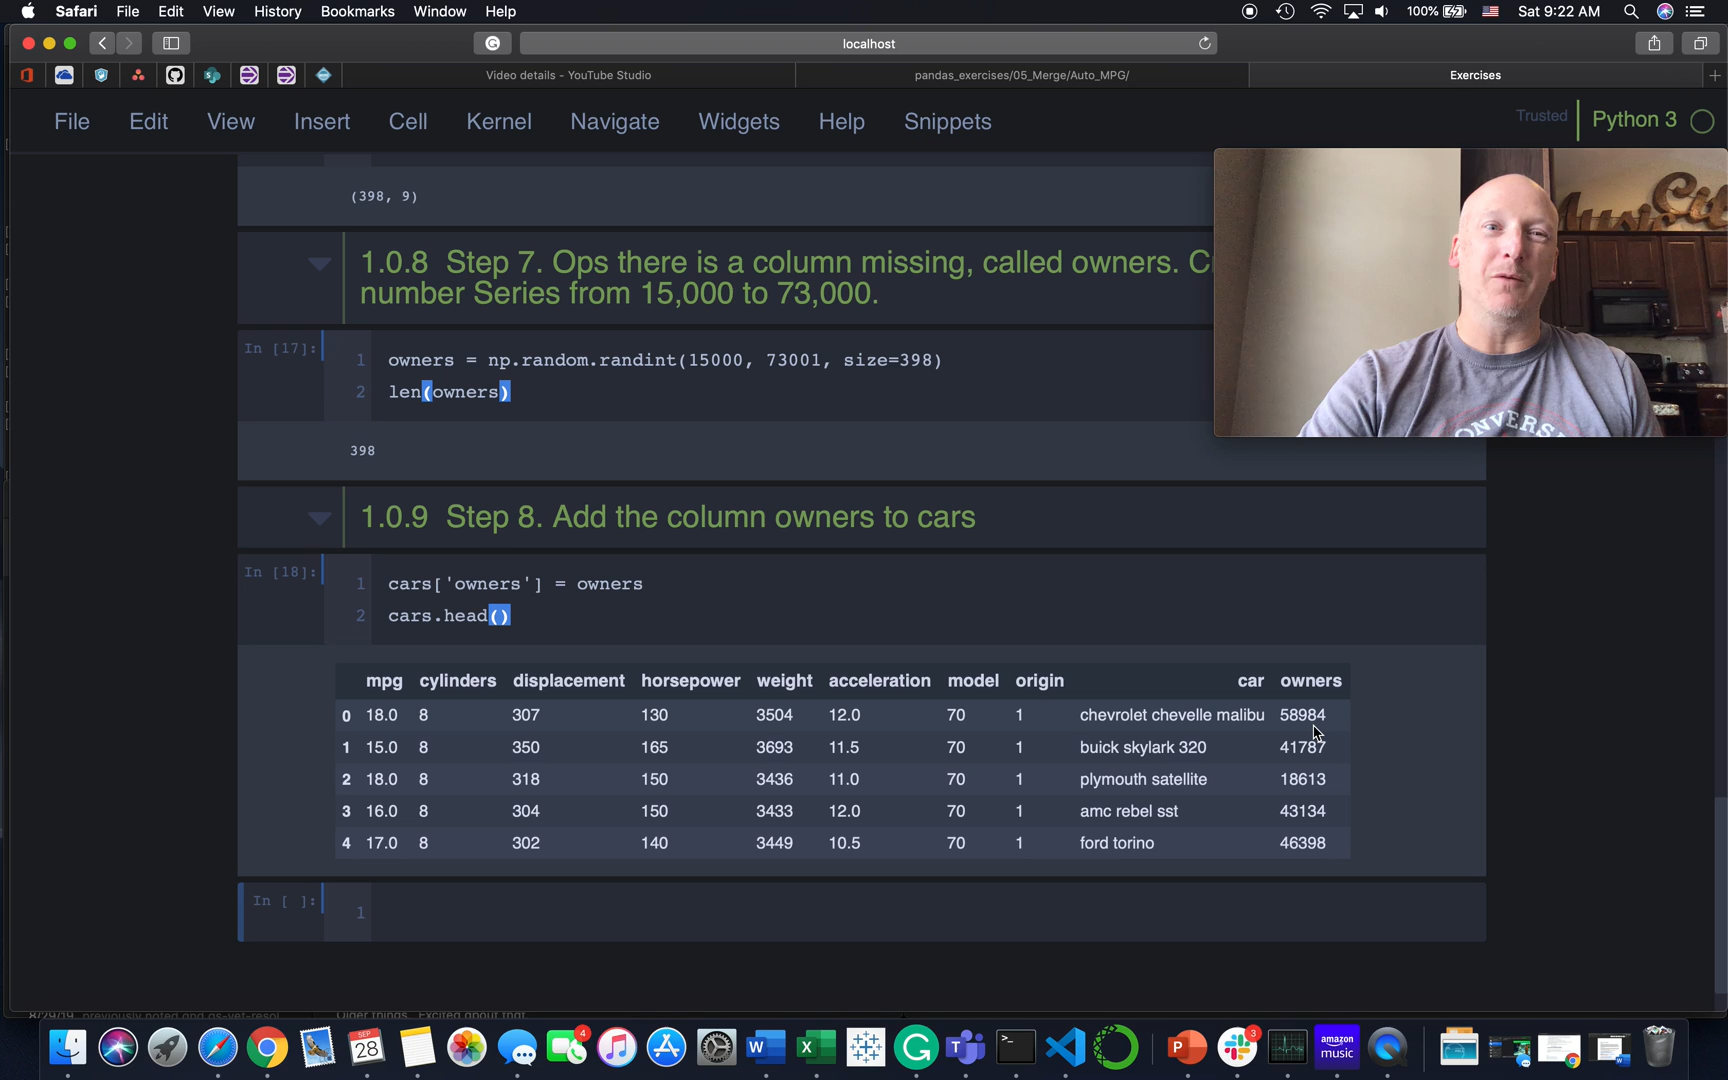 Safari File Edit View History Bookmarks Window Help 100% Sat 9:22 AM
localhost
Video details - YouTube Studio pandas_exercises/05_Merge/Auto_MPG/ Exercises
File Edit View Insert Cell Kernel Navigate Widgets Help Snippets Trusted Python 3
(398, 9)
1.0.8 Step 7. Ops there is a column missing, called owners. C
number Series from 15,000 to 73,000.
In [17]:
1 owners = np.random.randint(15000, 73001, size=398)
2 len(owners)
398
1.0.9 Step 8. Add the column owners to cars
In [18]:
1 cars['owners'] = owners
2 cars.head()
mpg cylinders displacement horsepower weight acceleration model origin car owners
0 18.0 8 307 130 3504 12.0 70 1 chevrolet chevelle malibu 58984
1 15.0 8 350 165 3693 11.5 70 1 buick skylark 320 41787
2 18.0 8 318 150 3436 11.0 70 1 plymouth satellite 18613
3 16.0 8 304 150 3433 12.0 70 1 amc rebel sst 43134
4 17.0 8 302 140 3449 10.5 70 1 ford torino 46398
In [ ]:
1
SEP
28
4
3
amazon
music